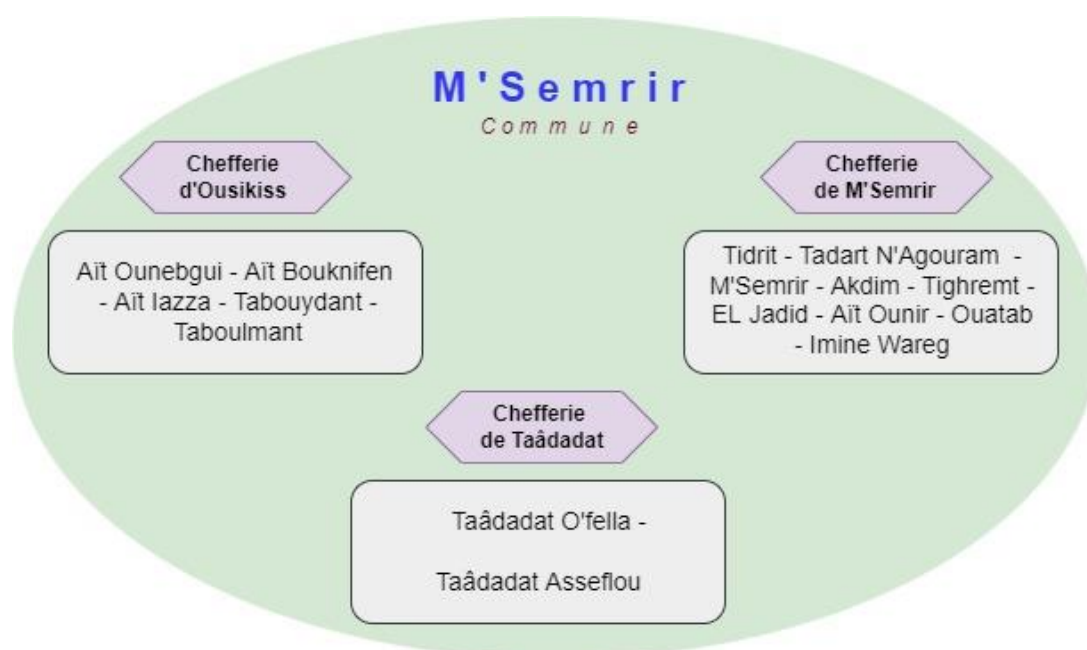 M'Semrir
Commune
Chefferie
d'Ousikiss
Aït Ounebgui - Aït Bouknifen
- Aït Iazza - Tabouydant -
Taboulmant
Chefferie
de M'Semrir
Tidrit - Tadart N'Agouram -
M'Semrir - Akdim - Tighremt -
EL Jadid - Aït Ounir - Ouatab
- Imine Wareg
Chefferie
de Taâdadat
Taâdadat O'fella -
Taâdadat Asseflou